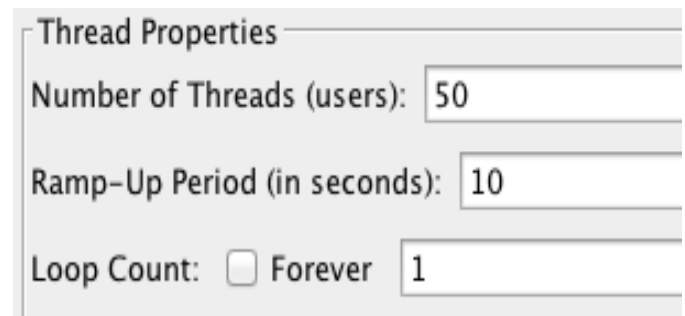 Thread Properties
Number of Threads (users): 50
Ramp-Up Period (in seconds): 10
Loop Count: Forever 1